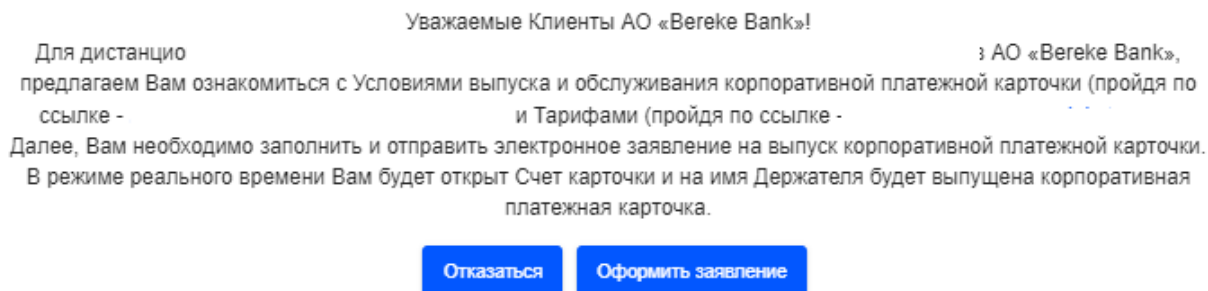 Уважаемые Клиенты АО «Bereke Bank»!
Для дистанцио АО «Bereke Bank»,
предлагаем Вам ознакомиться с Условиями выпуска и обслуживания корпоративной платежной карточки (пройдя по
ссылке - и Тарифами (пройдя по ссылке -
Далее, Вам необходимо заполнить и отправить электронное заявление на выпуск корпоративной платежной карточки.
В режиме реального времени Вам будет открыт Счет карточки и на имя Держателя будет выпущена корпоративная
платежная карточка.
Отказаться Оформить заявление